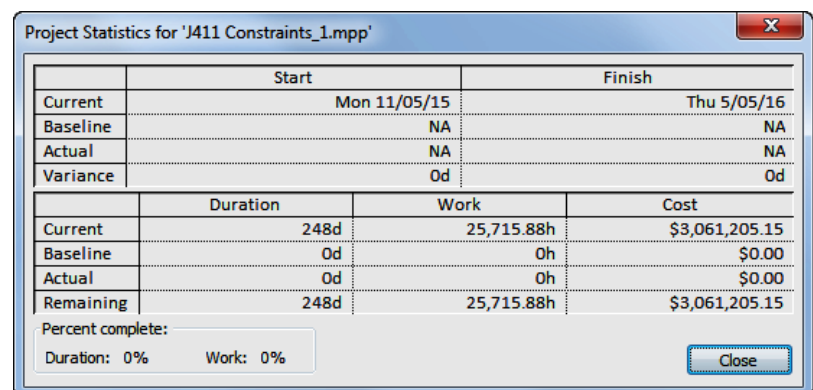 Project Statistics for 'J411 Constraints_1.mpp'
Start Finish
Current Mon 11/05/15 Thu 5/05/16
Baseline NA NA
Actual NA NA
Variance 0d 0d
Duration Work Cost
Current 248d 25,715.88h $3,061,205.15
Baseline 0d 0h $0.00
Actual 0d 0h $0.00
Remaining 248d 25,715.88h $3,061,205.15
Percent complete:
Duration: 0% Work: 0% Close